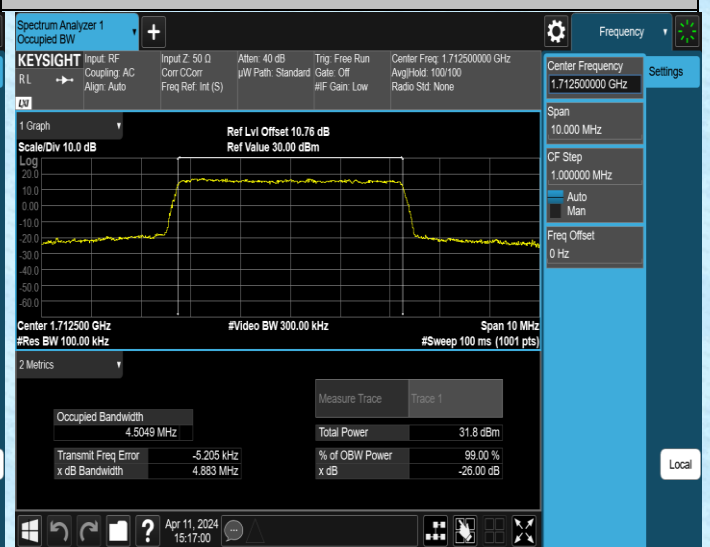 Spectrum Analyzer 1
Occupied BW
+
Frequency
KEYSIGHT
RL
LXI
Input: RF
Coupling: AC
Align: Auto
Input Z: 50 Ω
Corr CCorr
Freq Ref: Int (S)
Atten: 40 dB
µW Path: Standard
Trig: Free Run
Gate: Off
#IF Gain: Low
Center Freq: 1.712500000 GHz
Avg|Hold: 100/100
Radio Std: None
Center Frequency
1.712500000 GHz
Settings
Span
10.000 MHz
CF Step
1.000000 MHz
Auto
Man
Freq Offset
0 Hz
Local
1 Graph
Scale/Div 10.0 dB
Ref Lvl Offset 10.76 dB
Ref Value 30.00 dBm
Log
20.0
10.0
0.00
-10.0
-20.0
-30.0
-40.0
-50.0
-60.0
Center 1.712500 GHz
#Video BW 300.00 kHz
Span 10 MHz
#Res BW 100.00 kHz
#Sweep 100 ms (1001 pts)
2 Metrics
Measure Trace
Trace 1
Occupied Bandwidth
4.5049 MHz
Total Power
31.8 dBm
Transmit Freq Error
-5.205 kHz
% of OBW Power
99.00 %
x dB Bandwidth
4.883 MHz
x dB
-26.00 dB
?
Apr 11, 2024
15:17:00